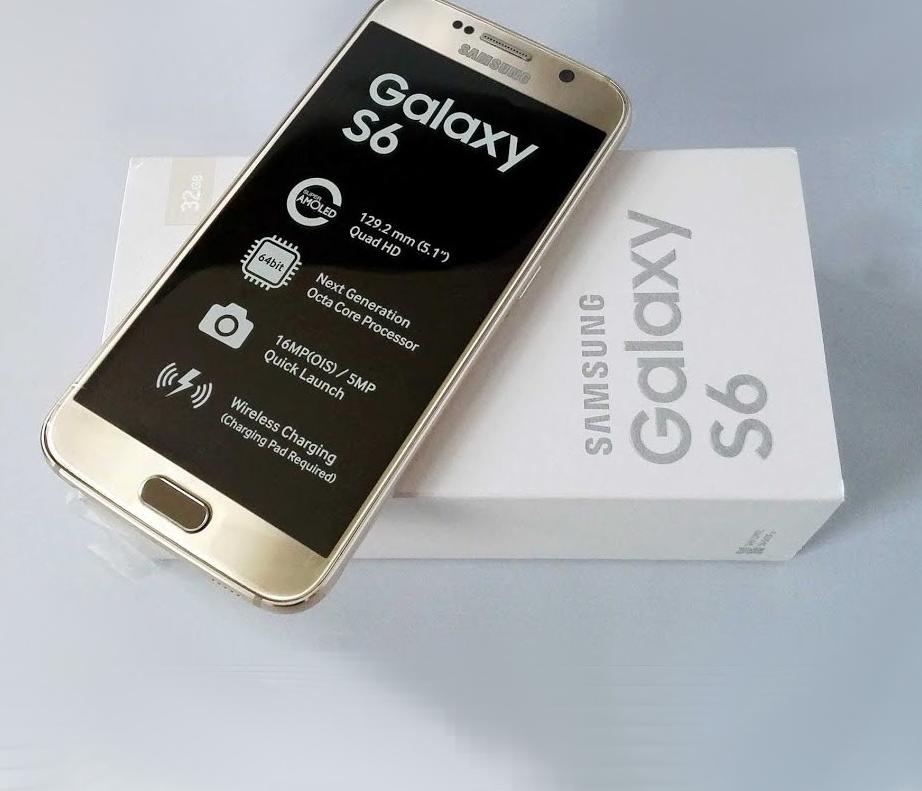 SAMSUNG
Galaxy
S6
SUPER
AMOLED
129.2 mm (5.1")
Quad HD
64bit
Next Generation
Octa Core Processor
16MP(OIS) / 5MP
Quick Launch
Wireless Charging
(Charging Pad Required)
32GB
SAMSUNG
Galaxy
S6